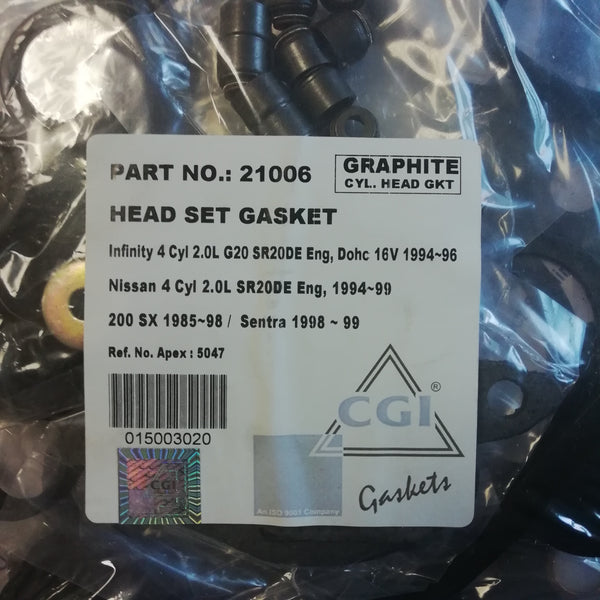 PART NO.: 21006
GRAPHITE
CYL. HEAD GKT
HEAD SET GASKET
Infinity 4 Cyl 2.0L G20 SR20DE Eng, Dohc 16V 1994~96
Nissan 4 Cyl 2.0L SR20DE Eng, 1994~99
200 SX 1985~98 / Sentra 1998 ~ 99
Ref. No. Apex : 5047
015003020
CGI
An ISO 9001 Company
CGI ®
Gaskets